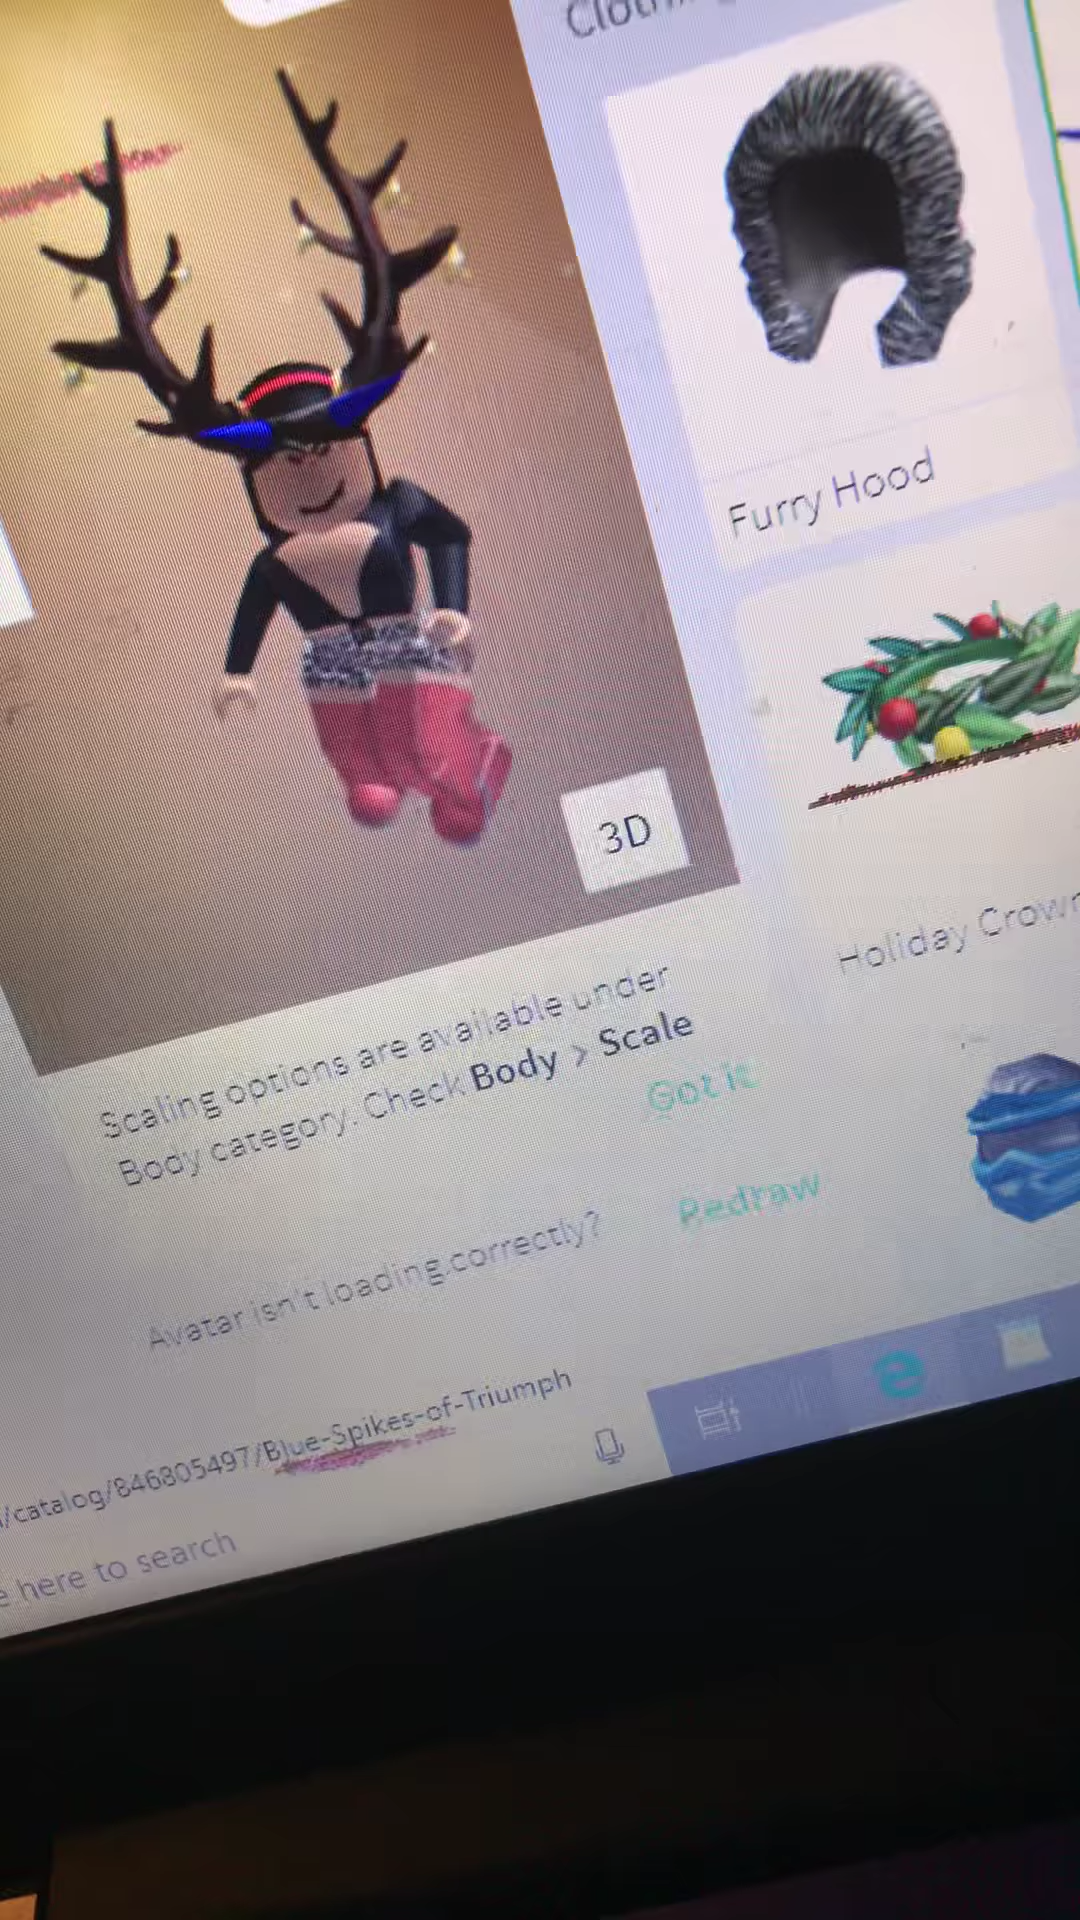 Furry Hood
3D
Holiday Crown
Scaling options are available under
Body category. Check Body > Scale
Got it
Avatar isn't loading correctly?
Redraw
/catalog/846805497/Blue-Spikes-of-Triumph
here to search